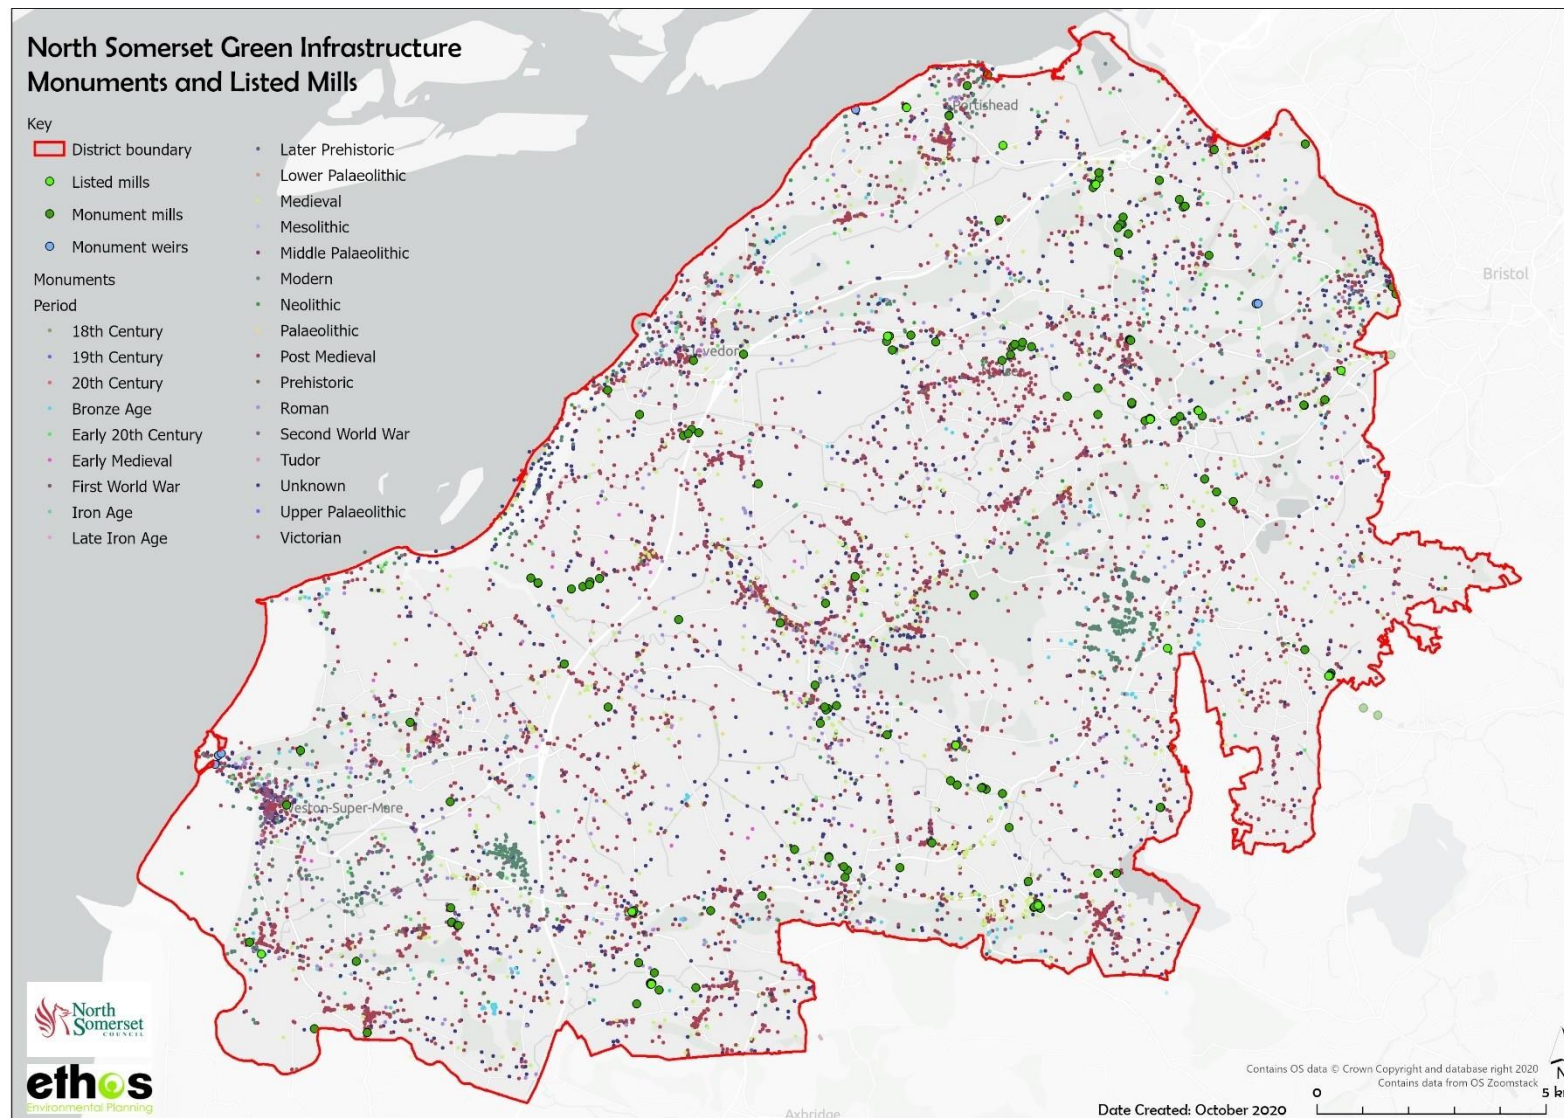 North Somerset Green Infrastructure
Monuments and Listed Mills
Key
District boundary
Listed mills
Monument mills
Monument weirs
Monuments
Period
18th Century
19th Century
20th Century
Bronze Age
Early 20th Century
Early Medieval
First World War
Iron Age
Late Iron Age
Later Prehistoric
Lower Palaeolithic
Medieval
Mesolithic
Middle Palaeolithic
Modern
Neolithic
Palaeolithic
Post Medieval
Prehistoric
Roman
Second World War
Tudor
Unknown
Upper Palaeolithic
Victorian
Portishead
Bristol
Weston-Super-Mare
Axbridge
North
Somerset
COUNCIL
ethos
Environmental Planning
Contains OS data © Crown Copyright and database right 2020
Contains data from OS Zoomstack
Date Created: October 2020
N
0
5